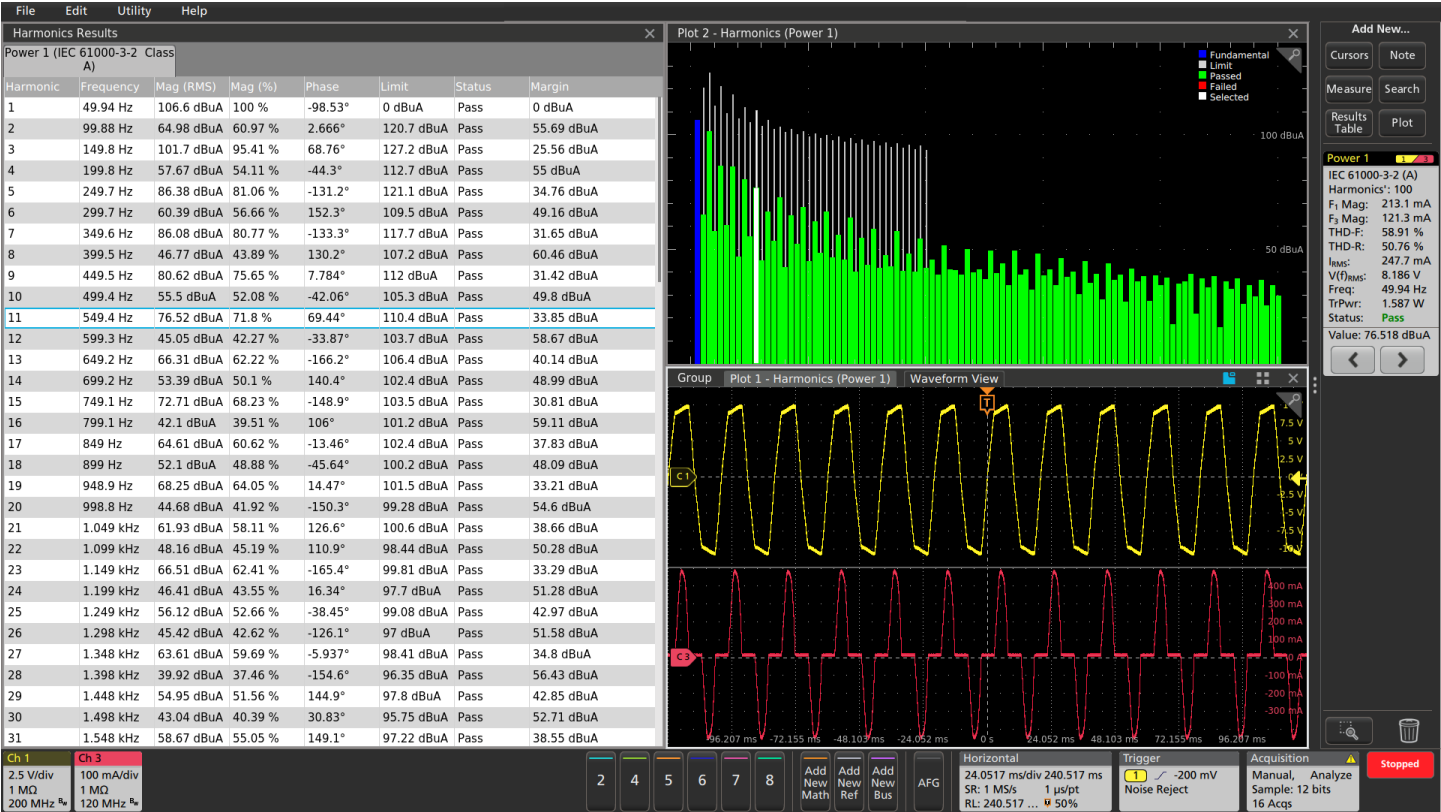 File Edit Utility Help
Harmonics Results
Power 1 (IEC 61000-3-2 Class
A)
Harmonic Frequency Mag (RMS) Mag (%) Phase Limit Status Margin
1 49.94 Hz 106.6 dBuA 100 % -98.53° 0 dBuA Pass 0 dBuA
2 99.88 Hz 64.98 dBuA 60.97 % 2.666° 120.7 dBuA Pass 55.69 dBuA
3 149.8 Hz 101.7 dBuA 95.41 % 68.76° 127.2 dBuA Pass 25.56 dBuA
4 199.8 Hz 57.67 dBuA 54.11 % -44.3° 112.7 dBuA Pass 55 dBuA
5 249.7 Hz 86.38 dBuA 81.06 % -131.2° 121.1 dBuA Pass 34.76 dBuA
6 299.7 Hz 60.39 dBuA 56.66 % 152.3° 109.5 dBuA Pass 49.16 dBuA
7 349.6 Hz 86.08 dBuA 80.77 % -133.3° 117.7 dBuA Pass 31.65 dBuA
8 399.5 Hz 46.77 dBuA 43.89 % 130.2° 107.2 dBuA Pass 60.46 dBuA
9 449.5 Hz 80.62 dBuA 75.65 % 7.784° 112 dBuA Pass 31.42 dBuA
10 499.4 Hz 55.5 dBuA 52.08 % -42.06° 105.3 dBuA Pass 49.8 dBuA
11 549.4 Hz 76.52 dBuA 71.8 % 69.44° 110.4 dBuA Pass 33.85 dBuA
12 599.3 Hz 45.05 dBuA 42.27 % -33.87° 103.7 dBuA Pass 58.67 dBuA
13 649.2 Hz 66.31 dBuA 62.22 % -166.2° 106.4 dBuA Pass 40.14 dBuA
14 699.2 Hz 53.39 dBuA 50.1 % 140.4° 102.4 dBuA Pass 48.99 dBuA
15 749.1 Hz 72.71 dBuA 68.23 % -148.9° 103.5 dBuA Pass 30.81 dBuA
16 799.1 Hz 42.1 dBuA 39.51 % 106° 101.2 dBuA Pass 59.11 dBuA
17 849 Hz 64.61 dBuA 60.62 % -13.46° 102.4 dBuA Pass 37.83 dBuA
18 899 Hz 52.1 dBuA 48.88 % -45.64° 100.2 dBuA Pass 48.09 dBuA
19 948.9 Hz 68.25 dBuA 64.05 % 14.47° 101.5 dBuA Pass 33.21 dBuA
20 998.8 Hz 44.68 dBuA 41.92 % -150.3° 99.28 dBuA Pass 54.6 dBuA
21 1.049 kHz 61.93 dBuA 58.11 % 126.6° 100.6 dBuA Pass 38.66 dBuA
22 1.099 kHz 48.16 dBuA 45.19 % 110.9° 98.44 dBuA Pass 50.28 dBuA
23 1.149 kHz 66.51 dBuA 62.41 % -165.4° 99.81 dBuA Pass 33.29 dBuA
24 1.199 kHz 46.41 dBuA 43.55 % 16.34° 97.7 dBuA Pass 51.28 dBuA
25 1.249 kHz 56.12 dBuA 52.66 % -38.45° 99.08 dBuA Pass 42.97 dBuA
26 1.298 kHz 45.42 dBuA 42.62 % -126.1° 97 dBuA Pass 51.58 dBuA
27 1.348 kHz 63.61 dBuA 59.69 % -5.937° 98.41 dBuA Pass 34.8 dBuA
28 1.398 kHz 39.92 dBuA 37.46 % -154.6° 96.35 dBuA Pass 56.43 dBuA
29 1.448 kHz 54.95 dBuA 51.56 % 144.9° 97.8 dBuA Pass 42.85 dBuA
30 1.498 kHz 43.04 dBuA 40.39 % 30.83° 95.75 dBuA Pass 52.71 dBuA
31 1.548 kHz 58.67 dBuA 55.05 % 149.1° 97.22 dBuA Pass 38.55 dBuA
Plot 2 - Harmonics (Power 1)
Fundamental
Limit
Passed
Failed
Selected
100 dBuA
50 dBuA
Group Plot 1 - Harmonics (Power 1) Waveform View
T
7.5 V
5 V
2.5 V
C 1
-2.5 V
-5 V
-7.5 V
-10 V
400 mA
300 mA
200 mA
100 mA
C 3
0 A
-100 mA
-200 mA
-300 mA
-96.207 ms -72.155 ms -48.103 ms -24.052 ms 0 s 24.052 ms 48.103 ms 72.155 ms 96.207 ms
Add New...
Cursors Note
Measure Search
Results
Table
Plot
Power 1 1 3
IEC 61000-3-2 (A)
Harmonics': 100
F₁ Mag: 213.1 mA
F₃ Mag: 121.3 mA
THD-F: 58.91 %
THD-R: 50.76 %
IRMS: 247.7 mA
V(f)RMS: 8.186 V
Freq: 49.94 Hz
TrPwr: 1.587 W
Status: Pass
Value: 76.518 dBuA
Ch 1
2.5 V/div
1 MΩ
200 MHz Bw
Ch 3
100 mA/div
1 MΩ
120 MHz Bw
2 4 5 6 7 8
Add
New
Math
Add
New
Ref
Add
New
Bus
AFG
Horizontal
24.0517 ms/div 240.517 ms
SR: 1 MS/s 1 µs/pt
RL: 240.517 ... 50%
Trigger
1 -200 mV
Noise Reject
Acquisition
Manual, Analyze
Sample: 12 bits
16 Acqs
Stopped